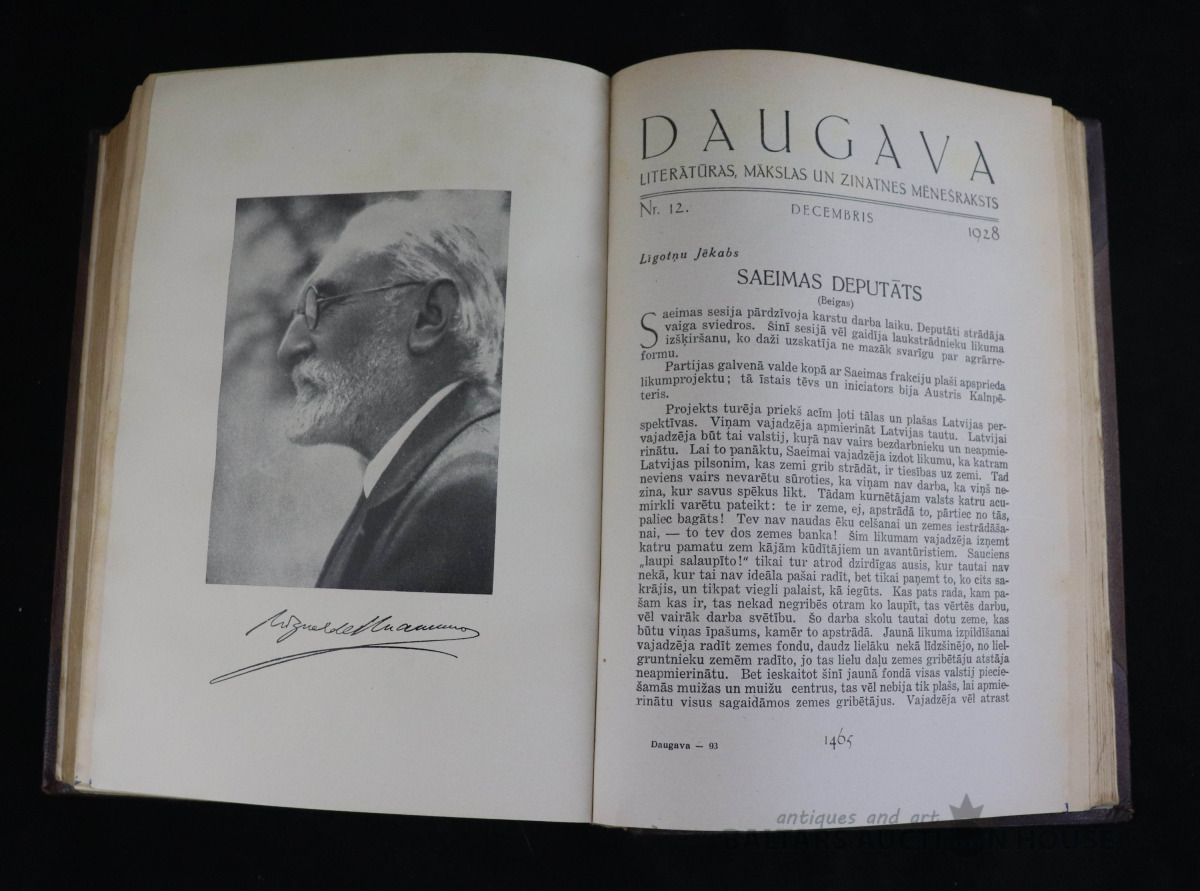 Miguel de Unamuno
DAUGAVA
LITERĀTŪRAS, MĀKSLAS UN ZINATNES MĒNEŠRAKSTS
Nr. 12. DECEMBRIS 1928
Līgotņu Jēkabs
SAEIMAS DEPUTĀTS
(Beigas)
Saeimas sesija pārdzīvoja karstu darba laiku. Deputāti strādāja
vaiga sviedros. Šinī sesijā vēl gaidīja laukstrādnieku likuma
izšķiršanu, ko daži uzskatīja ne mazāk svarīgu par agrārre-
formu.
Partijas galvenā valde kopā ar Saeimas frakciju plaši apsprieda
likumprojektu; tā īstais tēvs un iniciators bija Austris Kalnpē-
teris.
Projekts turēja priekš acīm ļoti tālas un plašas Latvijas per-
spektīvas. Viņam vajadzēja apmierināt Latvijas tautu. Latvijai
vajadzēja būt tai valstij, kuŗā nav vairs bezdarbnieku un neapmie-
rinātu. Lai to panāktu, Saeimai vajadzēja izdot likumu, ka katram
Latvijas pilsonim, kas zemi grib strādāt, ir tiesības uz zemi. Tad
neviens vairs nevarētu sūroties, ka viņam nav darba, ka viņš ne-
zina, kur savus spēkus likt. Tādam kurnētājam valsts katru acu-
mirkli varētu pateikt: te ir zeme, ej, apstrādā to, pārtiec no tās,
paliec bagāts! Tev nav naudas ēku celšanai un zemes iestrādāša-
nai, — to tev dos zemes banka! Šim likumam vajadzēja izņemt
katru pamatu zem kājām kūdītājiem un avantūristiem. Sauciens
„laupi salaupīto!“ tikai tur atrod dzirdīgas ausis, kur tautai nav
nekā, kur tai nav ideāla pašai radīt, bet tikai paņemt to, ko cits sa-
krājis, un tikpat viegli palaist, kā iegūts. Kas pats rada, kam pa-
šam kas ir, tas nekad negribēs otram ko laupīt, tas vērtēs darbu,
vēl vairāk darba svētību. Šo darba skolu tautai dotu zeme, kas
būtu viņas īpašums, kamēr to apstrādā. Jaunā likuma izpildīšanai
vajadzēja radīt zemes fondu, daudz lielāku nekā līdzšinējo, no liel-
gruntnieku zemēm radīto, jo tas lielu daļu zemes gribētāju atstāja
neapmierinātu. Bet ieskaitot šinī jaunā fondā visas valstij piecie-
šamās muižas un muižu centrus, tas vēl nebija tik plašs, lai apmie-
rinātu visus sagaidāmos zemes gribētājus. Vajadzēja vēl atrast
Daugava — 93 1465
antiques and art
BALTARS AUCTION HOUSE